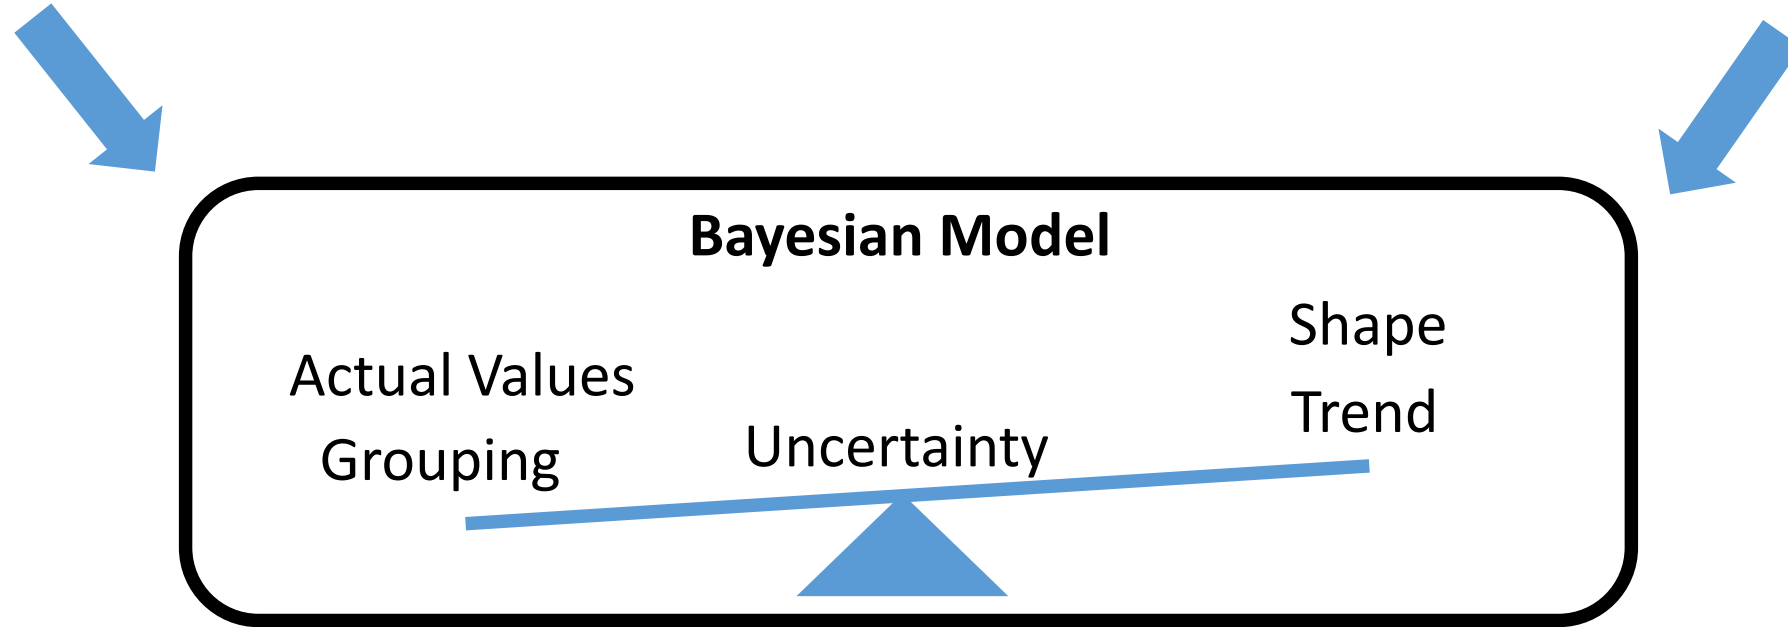 Bayesian Model
Actual Values
Grouping
Uncertainty
Shape
Trend